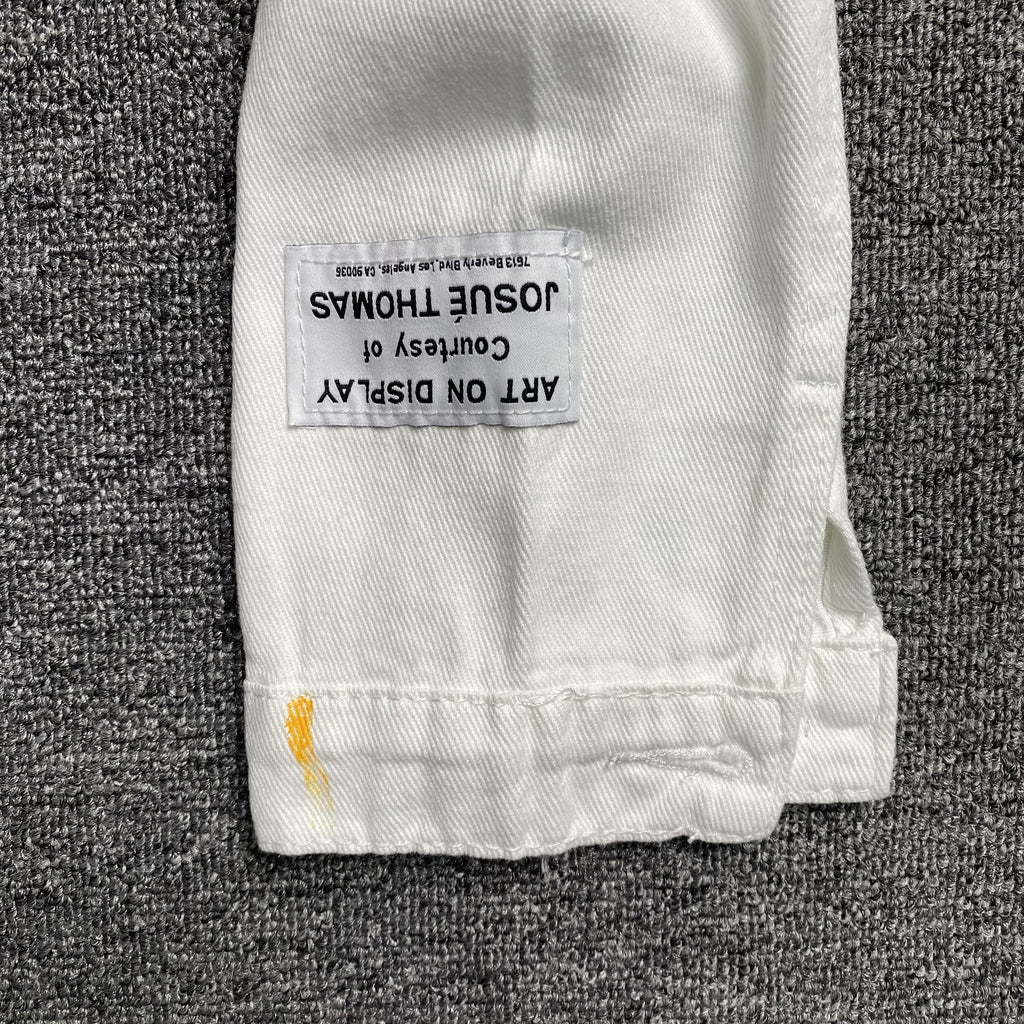 ART ON DISPLAY
Courtesy of
JOSUÉ THOMAS
7613 Beverly Blvd, Los Angeles, CA 90036